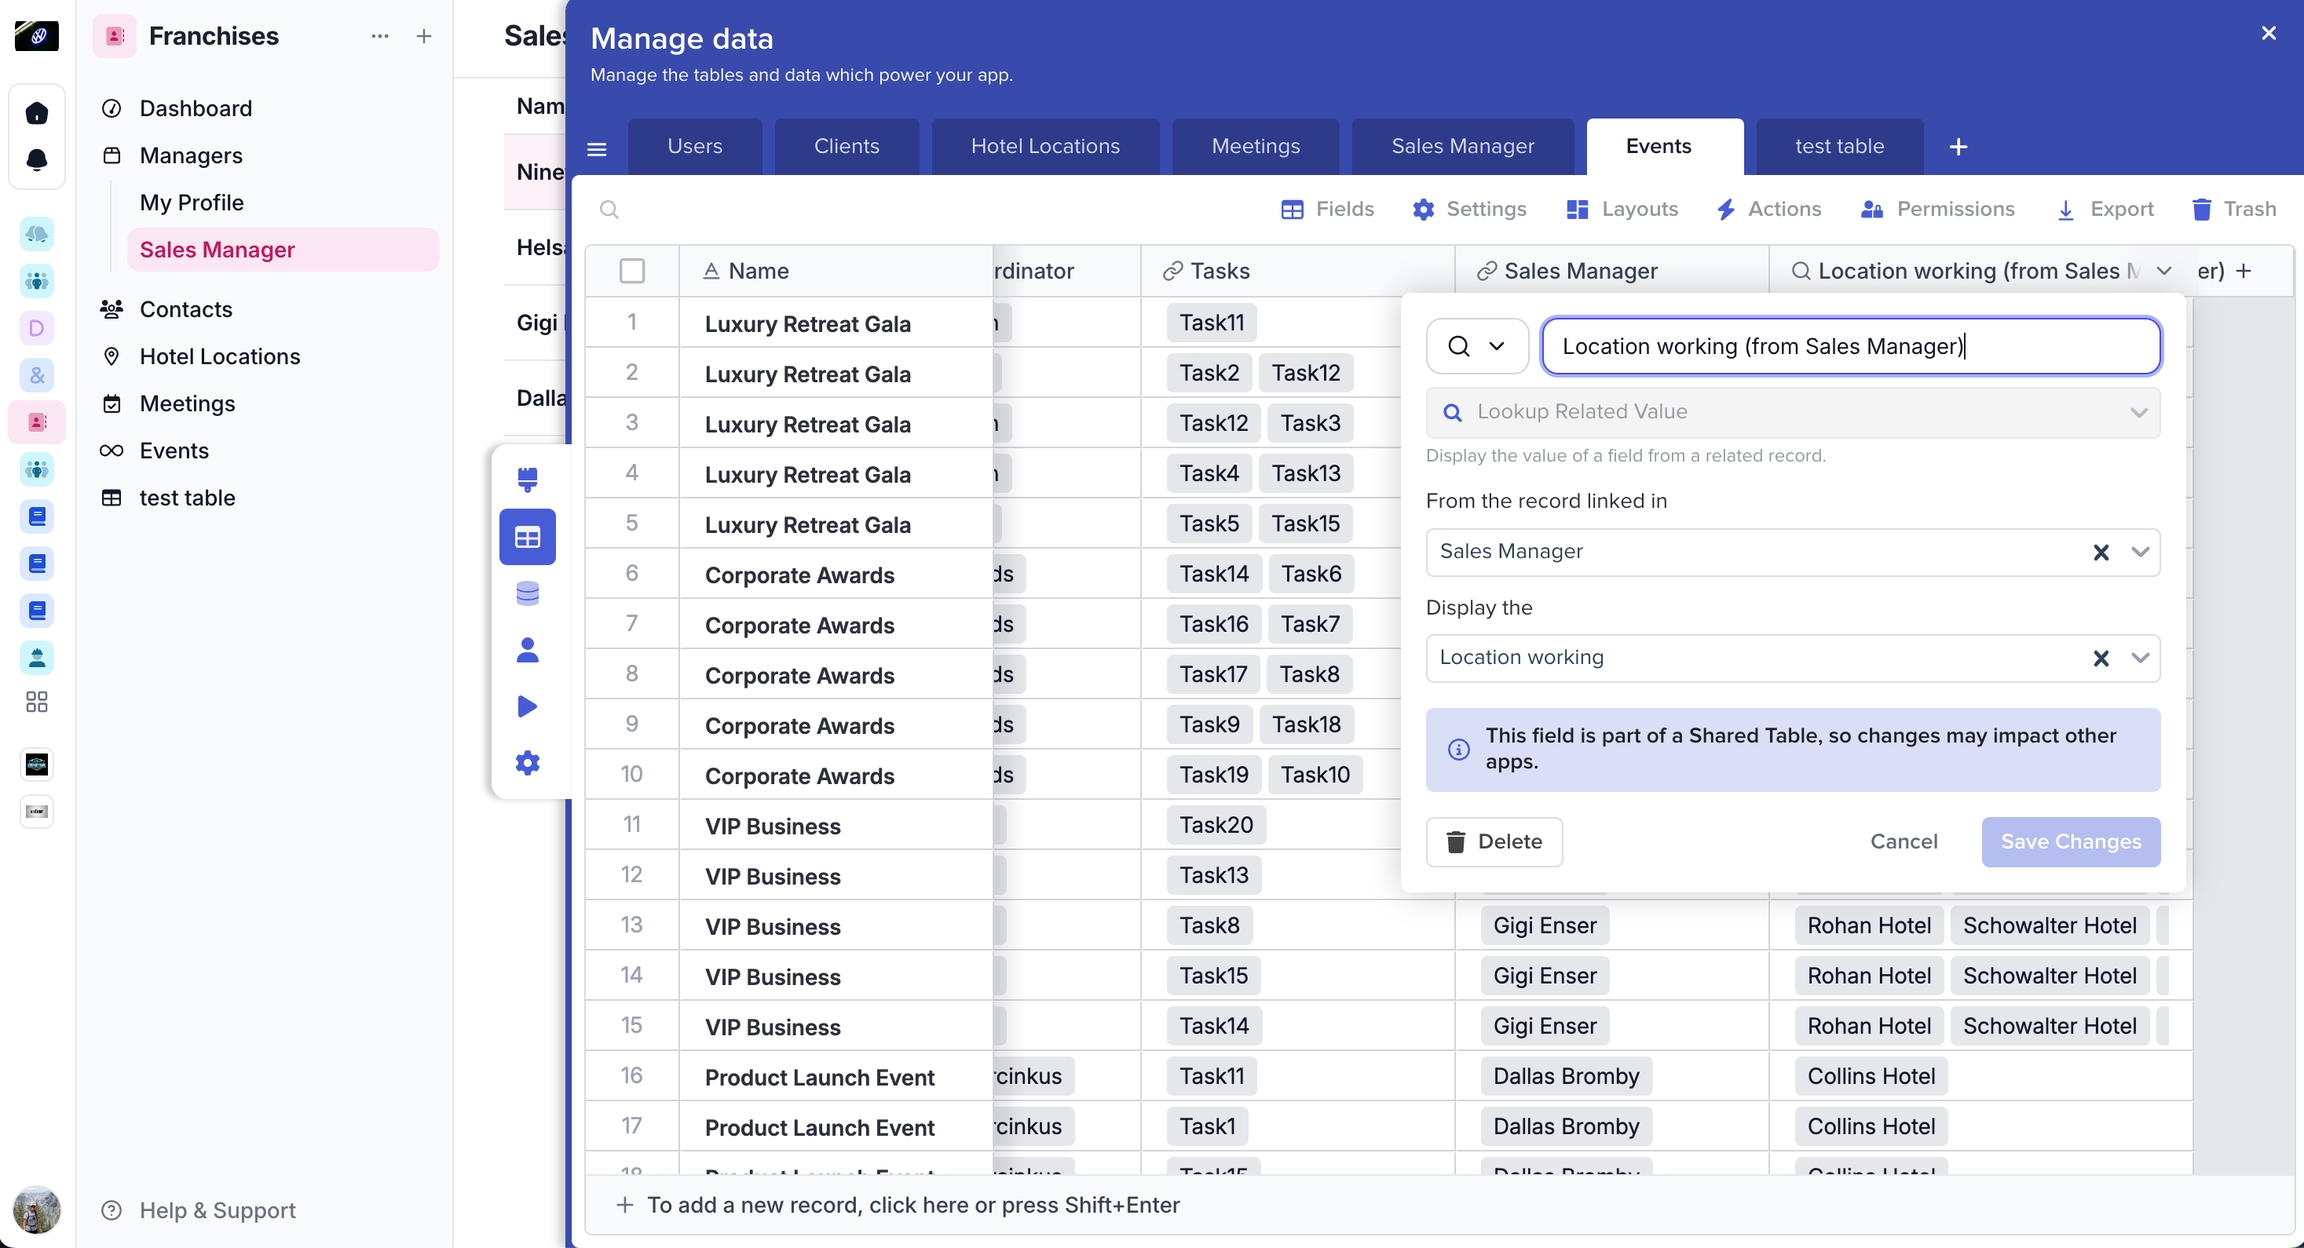 Franchises
Dashboard
Managers
My Profile
Sales Manager
Contacts
Hotel Locations
Meetings
Events
test table
Help & Support
D
&
Manage data
Manage the tables and data which power your app.
Users
Clients
Hotel Locations
Meetings
Sales Manager
Events
test table
Fields
Settings
Layouts
Actions
Permissions
Export
Trash
Name
rdinator
Tasks
Sales Manager
Location working (from Sales
er)
1 Luxury Retreat Gala Task11
2 Luxury Retreat Gala Task2 Task12
3 Luxury Retreat Gala Task12 Task3
4 Luxury Retreat Gala Task4 Task13
5 Luxury Retreat Gala Task5 Task15
6 Corporate Awards ds Task14 Task6
7 Corporate Awards ds Task16 Task7
8 Corporate Awards ds Task17 Task8
9 Corporate Awards ds Task9 Task18
10 Corporate Awards ds Task19 Task10
11 VIP Business Task20
12 VIP Business Task13
13 VIP Business Task8 Gigi Enser Rohan Hotel Schowalter Hotel
14 VIP Business Task15 Gigi Enser Rohan Hotel Schowalter Hotel
15 VIP Business Task14 Gigi Enser Rohan Hotel Schowalter Hotel
16 Product Launch Event rcinkus Task11 Dallas Bromby Collins Hotel
17 Product Launch Event rcinkus Task1 Dallas Bromby Collins Hotel
18 Product Launch Event rcinkus Task15 Dallas Bromby Collins Hotel
To add a new record, click here or press Shift+Enter
Location working (from Sales Manager)
Lookup Related Value
Display the value of a field from a related record.
From the record linked in
Sales Manager
Display the
Location working
This field is part of a Shared Table, so changes may impact other
apps.
Delete
Cancel
Save Changes
Sales
Nam
Nine
Hels
Gigi
Dalla